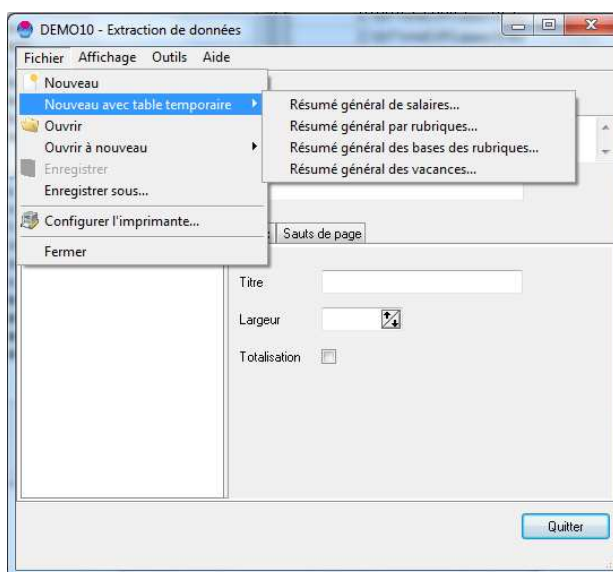 DEMO10 - Extraction de données
Fichier Affichage Outils Aide
Nouveau
Nouveau avec table temporaire
Ouvrir
Ouvrir à nouveau
Enregistrer
Enregistrer sous...
Configurer l'imprimante...
Fermer
Résumé général de salaires...
Résumé général par rubriques...
Résumé général des bases des rubriques...
Résumé général des vacances...
Sauts de page
Titre
Largeur
Totalisation
Quitter